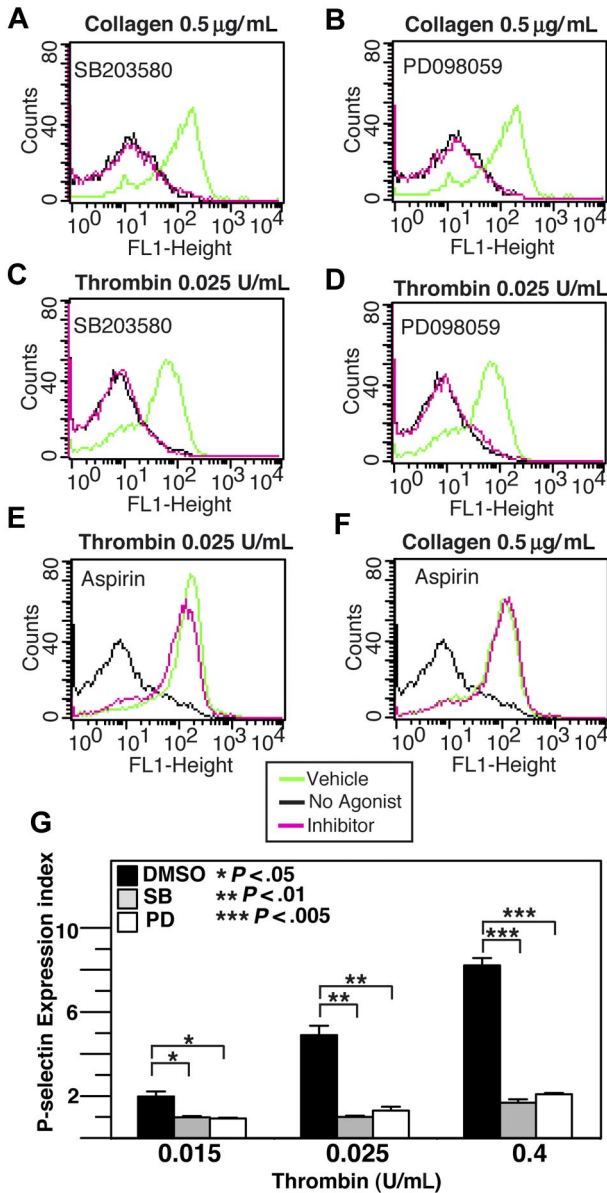 A
Collagen 0.5 μg/mL
80
40
0
Counts
SB203580
10^0 10^1 10^2 10^3 10^4
FL1-Height
B
Collagen 0.5 μg/mL
80
40
0
Counts
PD098059
10^0 10^1 10^2 10^3 10^4
FL1-Height
C
Thrombin 0.025 U/mL
80
40
0
Counts
SB203580
10^0 10^1 10^2 10^3 10^4
FL1-Height
D
Thrombin 0.025 U/mL
80
40
0
Counts
PD098059
10^0 10^1 10^2 10^3 10^4
FL1-Height
E
Thrombin 0.025 U/mL
80
40
0
Counts
Aspirin
10^0 10^1 10^2 10^3 10^4
FL1-Height
F
Collagen 0.5 μg/mL
80
40
0
Counts
Aspirin
10^0 10^1 10^2 10^3 10^4
FL1-Height
Vehicle
No Agonist
Inhibitor
G
DMSO * P < .05
SB ** P < .01
PD *** P < .005
P-selectin Expression index
10
6
2
* *
** **
*** ***
0.015 0.025 0.4
Thrombin (U/mL)